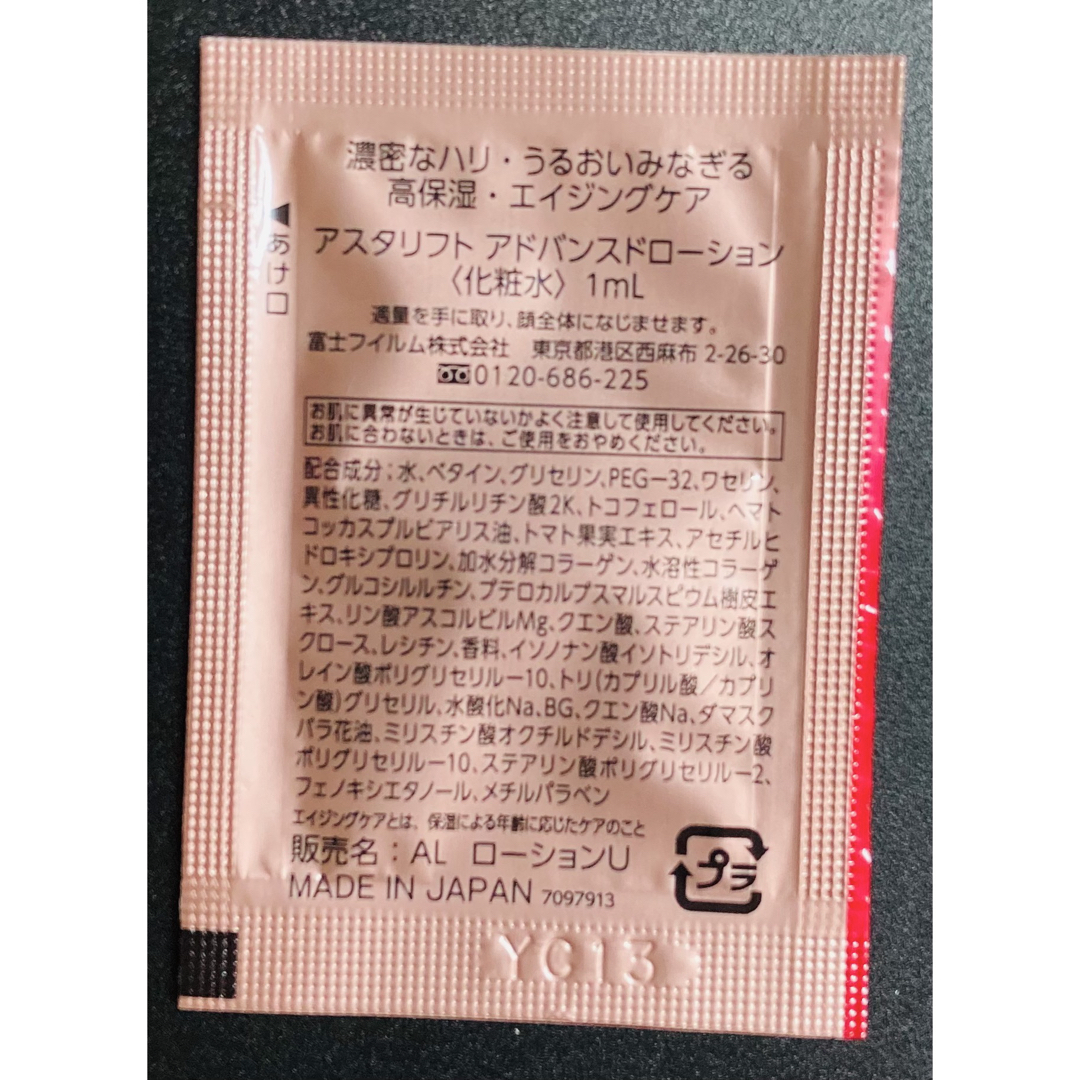 濃密なハリ・うるおいみなぎる
高保湿・エイジングケア
◀あけ口
アスタリフト アドバンスドローション
〈化粧水〉1mL
適量を手に取り、顔全体になじませます。
富士フイルム株式会社 東京都港区西麻布 2-26-30
0120-686-225
お肌に異常が生じていないかよく注意して使用してください。
お肌に合わないときは、ご使用をおやめください。
配合成分：水、ベタイン、グリセリン、PEG－32、ワセリン、
異性化糖、グリチルリチン酸2K、トコフェロール、ヘマト
コッカスプルビアリス油、トマト果実エキス、アセチルヒ
ドロキシプロリン、加水分解コラーゲン、水溶性コラーゲ
ン、グルコシルルチン、プテロカルプスマルスピウム樹皮エ
キス、リン酸アスコルビルMg、クエン酸、ステアリン酸ス
クロース、レシチン、香料、イソノナン酸イソトリデシル、オ
レイン酸ポリグリセリル－10、トリ（カプリル酸／カプリ
ン酸）グリセリル、水酸化Na、BG、クエン酸Na、ダマスク
バラ花油、ミリスチン酸オクチルドデシル、ミリスチン酸
ポリグリセリル－10、ステアリン酸ポリグリセリル－2、
フェノキシエタノール、メチルパラベン
エイジングケアとは、保湿による年齢に応じたケアのこと
販売名：AL ローションU
MADE IN JAPAN 7097913
プラ
YC13